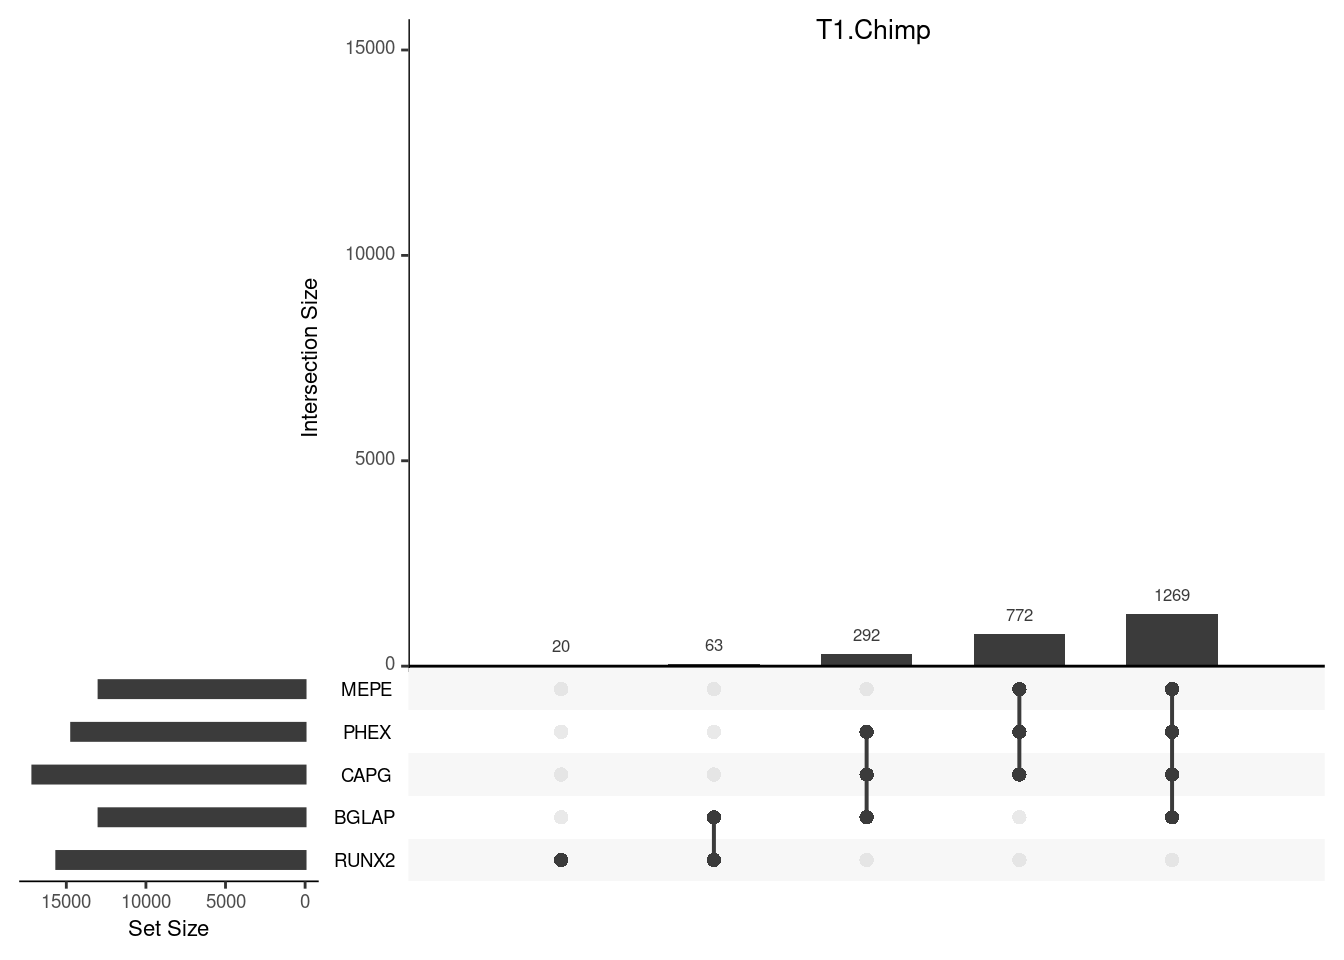 T1.Chimp
15000
10000
5000
0
Intersection Size
20
63
292
772
1269
MEPE
PHEX
CAPG
BGLAP
RUNX2
15000 10000 5000 0
Set Size